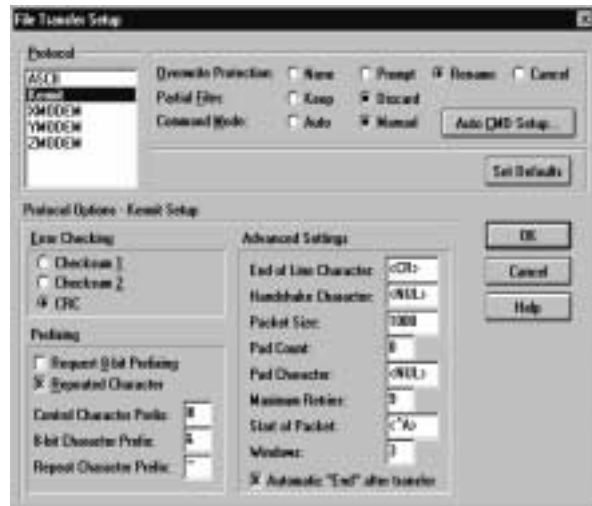 File Transfer Setup
Protocol
ASCII
Kermit
XMODEM
YMODEM
ZMODEM
Overwrite Protection: None Prompt Rename Cancel
Partial Files: Keep Discard
Command Mode: Auto Manual Auto CMD Setup...
Set Defaults
Protocol Options - Kermit Setup
Error Checking
Checksum 1
Checksum 2
CRC
Prefixing
Request 8-bit Prefixing
Repeated Character
Control Character Prefix: #
8-bit Character Prefix: &
Repeat Character Prefix: ~
Advanced Settings
End of Line Character: <CR>
Handshake Character: <NUL>
Packet Size: 1000
Pad Count: 0
Pad Character: <NUL>
Maximum Retries:
Start of Packet: <^A>
Windows: 3
Automatic "End" after transfer
OK
Cancel
Help